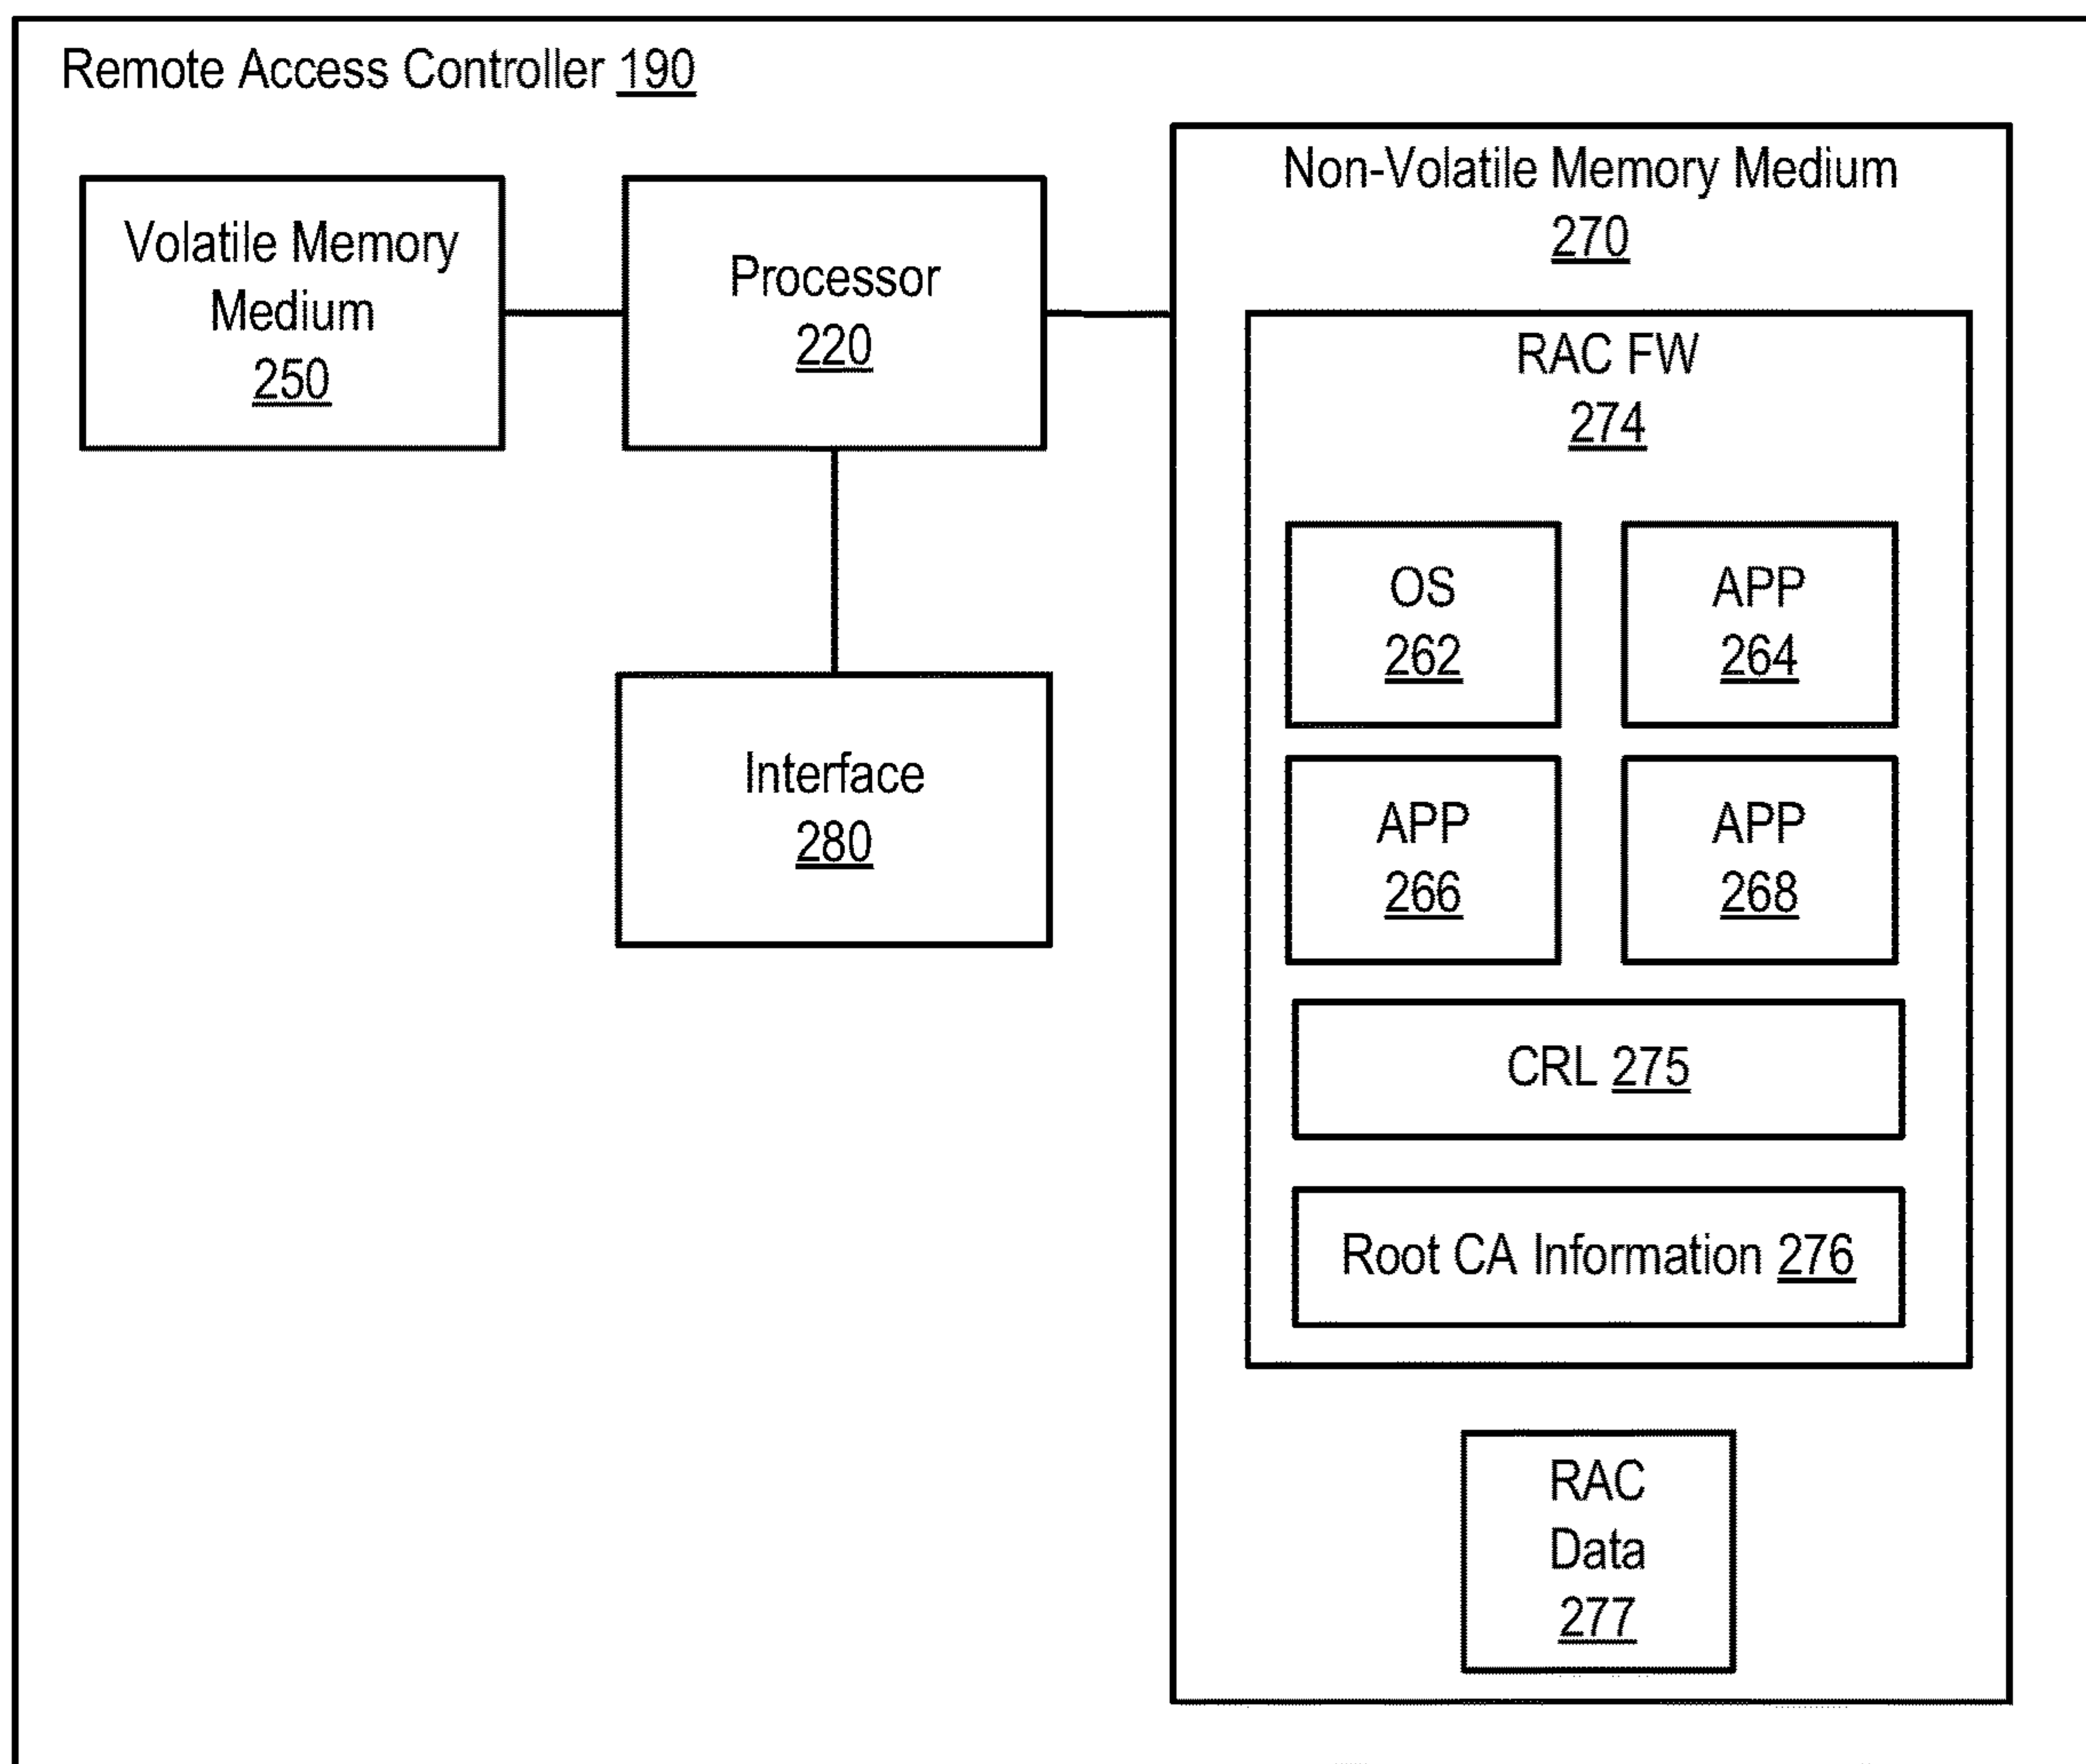 Remote Access Controller 190
Volatile Memory
Medium
250
Processor
220
Interface
280
Non-Volatile Memory Medium
270
RAC FW
274
OS
262
APP
264
APP
266
APP
268
CRL 275
Root CA Information 276
RAC
Data
277